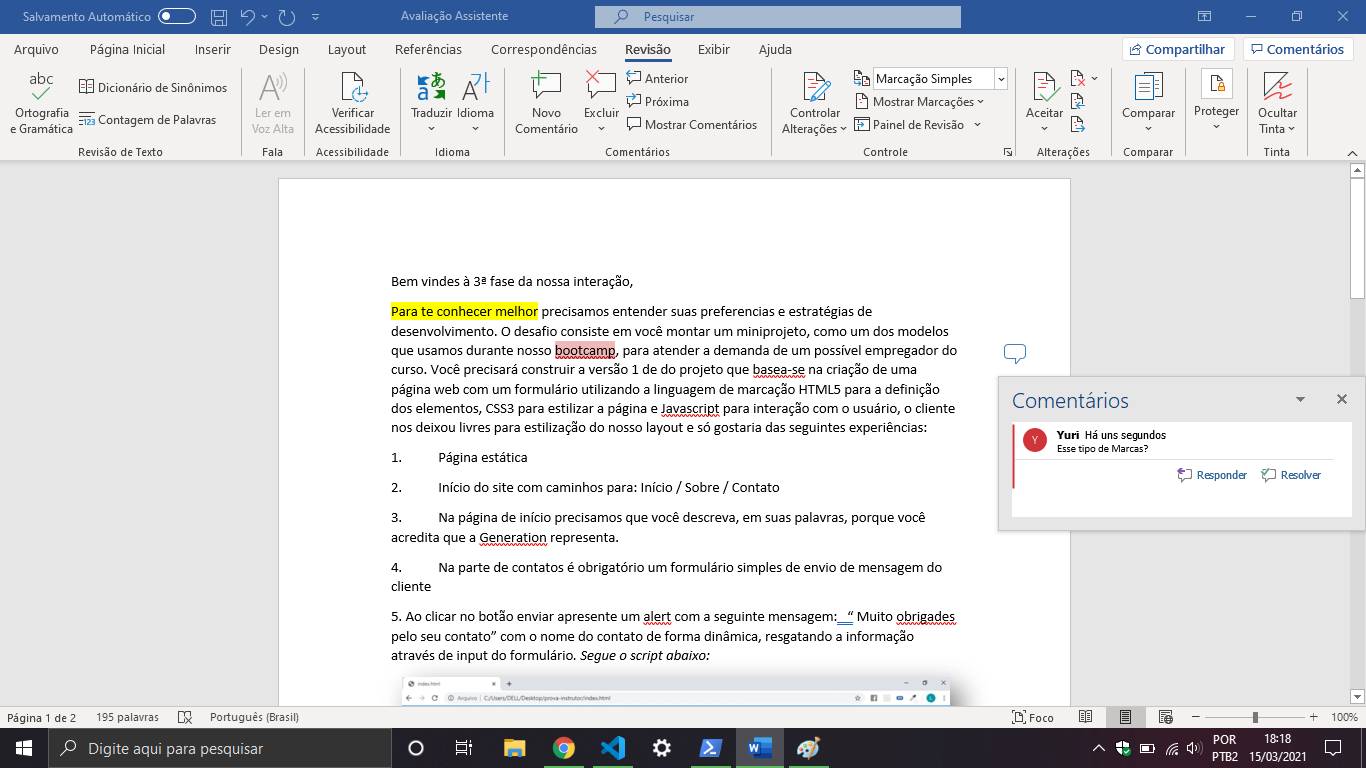 Salvamento Automático
Avaliação Assistente
Pesquisar
Arquivo Página Inicial Inserir Design Layout Referências Correspondências Revisão Exibir Ajuda
Compartilhar Comentários
abc
Ortografia
e Gramática
Dicionário de Sinônimos
Contagem de Palavras
Revisão de Texto
Ler em
Voz Alta
Fala
Verificar
Acessibilidade
Acessibilidade
Traduzir
Idioma
Idioma
Novo
Comentário
Excluir
Anterior
Próxima
Mostrar Comentários
Comentários
Controlar
Alterações
Marcação Simples
Mostrar Marcações
Painel de Revisão
Controle
Aceitar
Alterações
Comparar
Comparar
Proteger
Ocultar
Tinta
Tinta
Bem vindes à 3ª fase da nossa interação,
Para te conhecer melhor precisamos entender suas preferencias e estratégias de
desenvolvimento. O desafio consiste em você montar um miniprojeto, como um dos modelos
que usamos durante nosso bootcamp, para atender a demanda de um possível empregador do
curso. Você precisará construir a versão 1 de do projeto que basea-se na criação de uma
página web com um formulário utilizando a linguagem de marcação HTML5 para a definição
dos elementos, CSS3 para estilizar a página e Javascript para interação com o usuário, o cliente
nos deixou livres para estilização do nosso layout e só gostaria das seguintes experiências:
1. Página estática
2. Início do site com caminhos para: Início / Sobre / Contato
3. Na página de início precisamos que você descreva, em suas palavras, porque você
acredita que a Generation representa.
4. Na parte de contatos é obrigatório um formulário simples de envio de mensagem do
cliente
5. Ao clicar no botão enviar apresente um alert com a seguinte mensagem: “ Muito obrigades
pelo seu contato” com o nome do contato de forma dinâmica, resgatando a informação
através de input do formulário. Segue o script abaixo:
index.html
Arquivo C:/Users/DELL/Desktop/prova-instrutor/index.html
Comentários
Y
Yuri Há uns segundos
Esse tipo de Marcas?
Responder Resolver
Página 1 de 2 195 palavras Português (Brasil)
Foco
100%
Digite aqui para pesquisar
POR
PTB2
18:18
15/03/2021